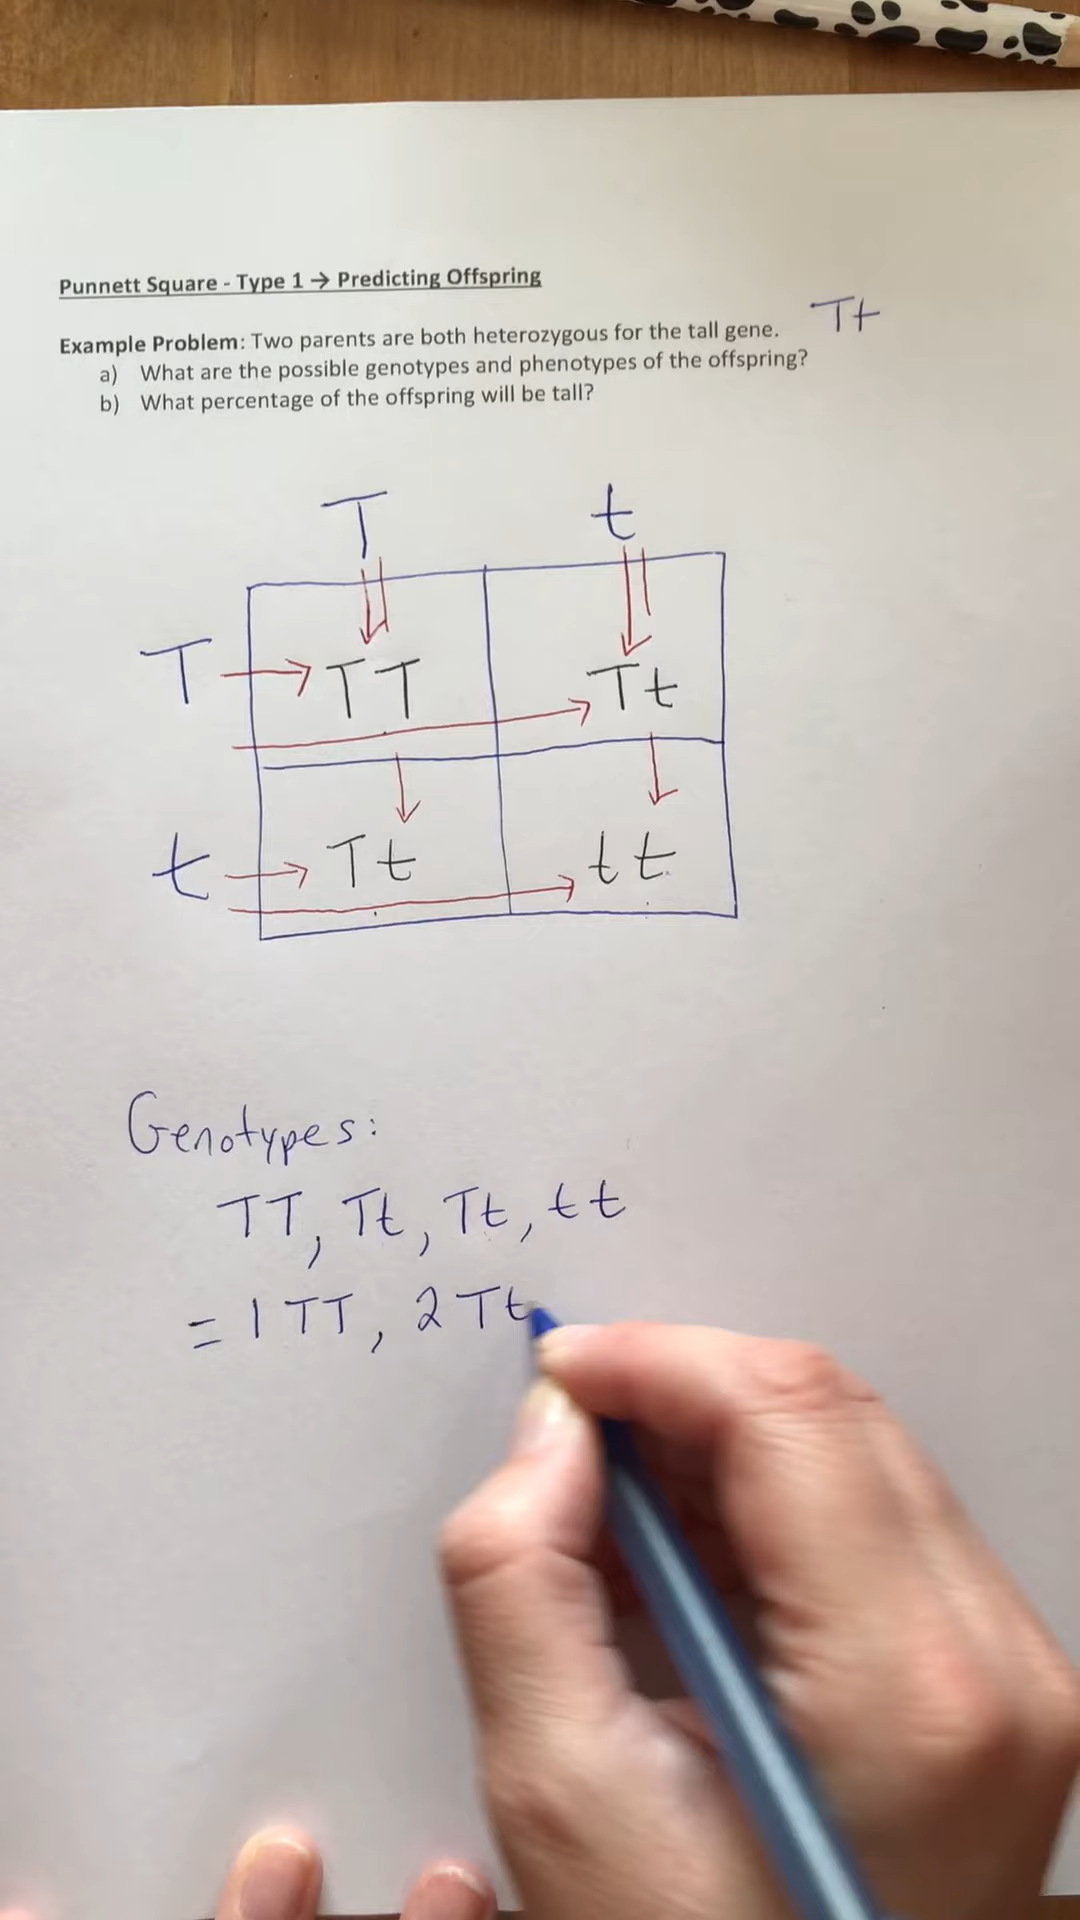 Punnett Square - Type 1 → Predicting Offspring
Tt
Example Problem: Two parents are both heterozygous for the tall gene.
a) What are the possible genotypes and phenotypes of the offspring?
b) What percentage of the offspring will be tall?
T t
T TT Tt
t Tt tt
Genotypes:
TT, Tt, Tt, tt
= 1 TT, 2 Tt